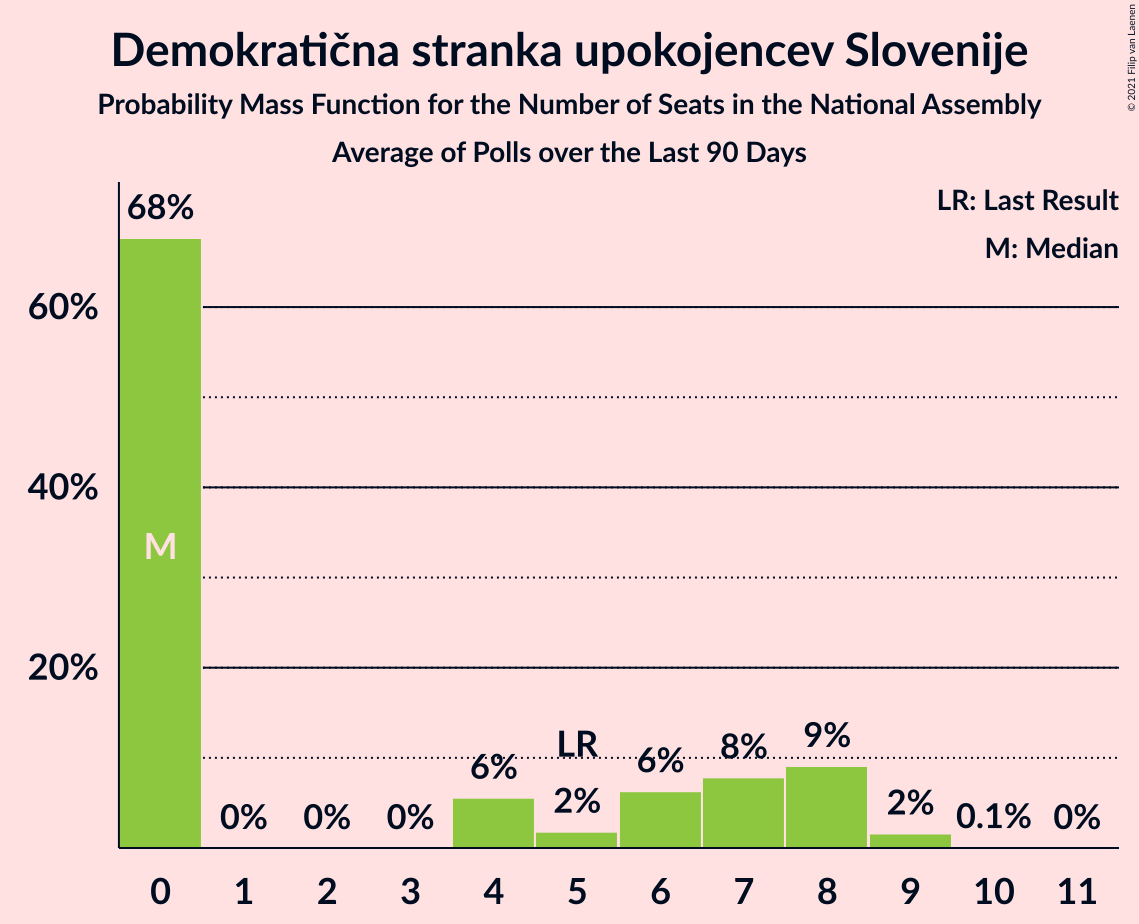 Demokratična stranka upokojencev Slovenije
Probability Mass Function for the Number of Seats in the National Assembly
Average of Polls over the Last 90 Days
© 2021 Filip van Laenen
LR: Last Result
M: Median
68%
60%
40%
M
20%
LR
6%
2%
6%
8%
9%
0%
0%
0%
2%
0.1%
0%
0 1 2 3 4 5 6 7 8 9 10 11